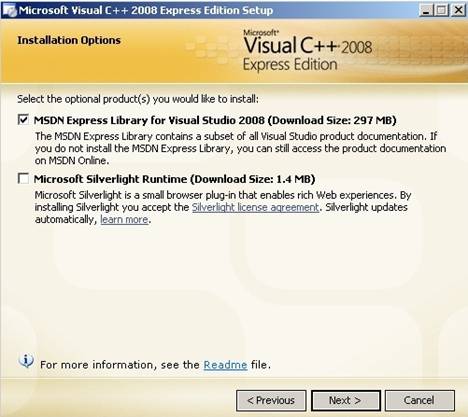 Microsoft Visual C++ 2008 Express Edition Setup
Installation Options
Microsoft®
Visual C++ 2008
Express Edition
Select the optional product(s) you would like to install:
MSDN Express Library for Visual Studio 2008 (Download Size: 297 MB)
The MSDN Express Library contains a subset of all Visual Studio product documentation. If
you do not install the MSDN Express Library, you can still access the product documentation
on MSDN Online.
Microsoft Silverlight Runtime (Download Size: 1.4 MB)
Microsoft Silverlight is a small browser plug-in that enables rich Web experiences. By
installing Silverlight you accept the Silverlight license agreement. Silverlight updates
automatically, learn more.
For more information, see the Readme file.
< Previous
Next >
Cancel